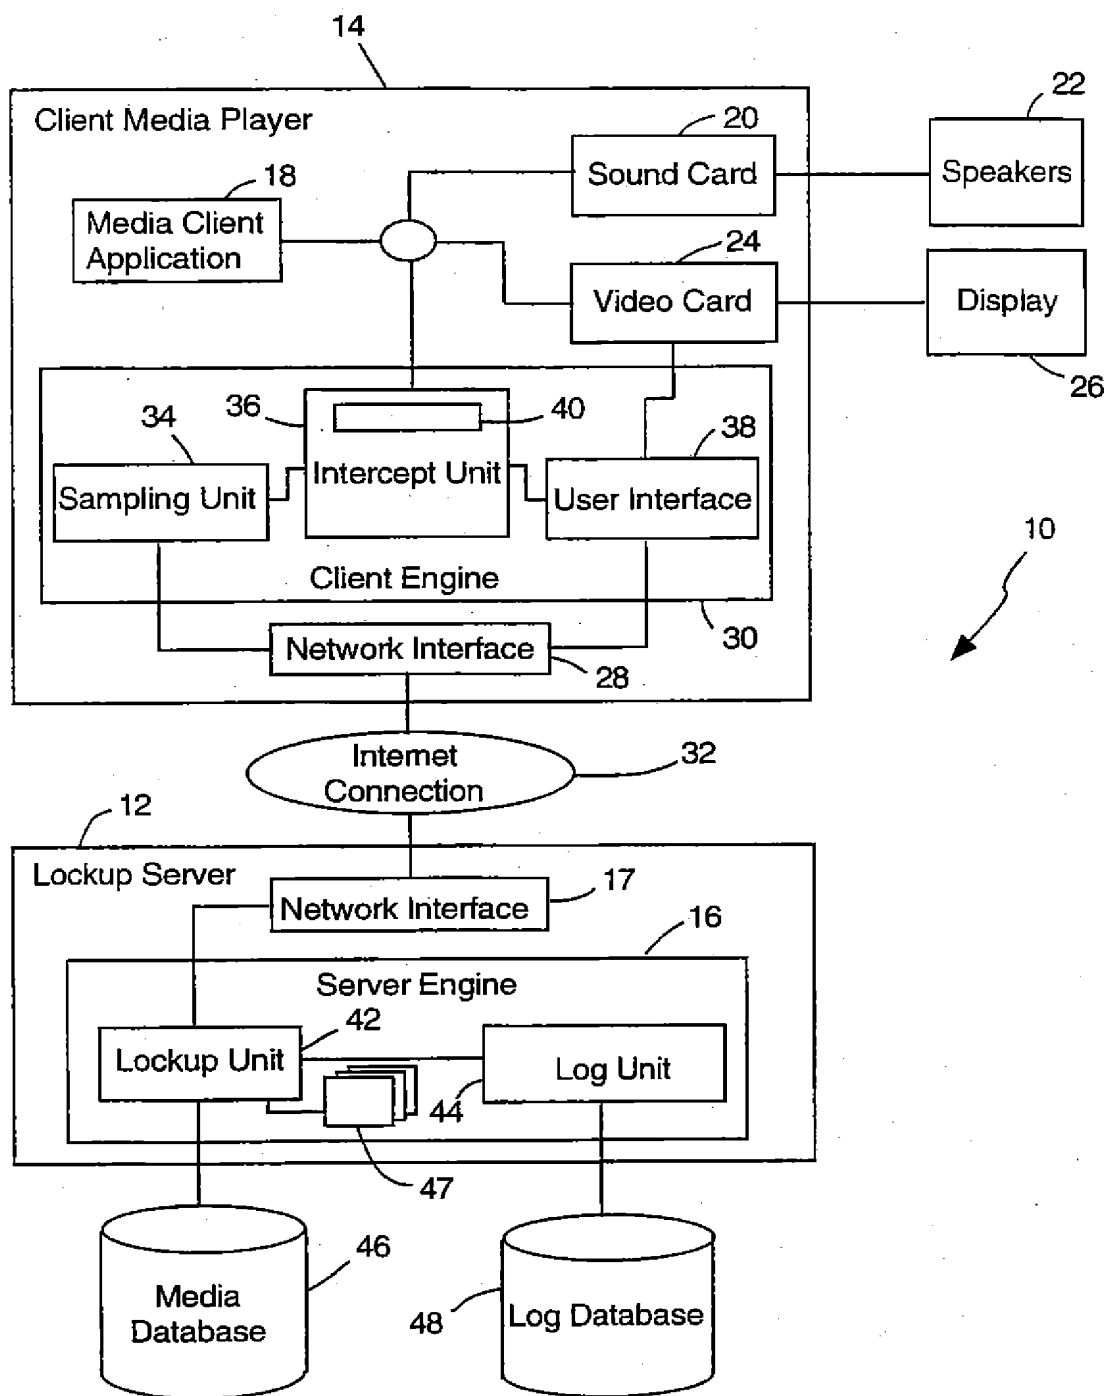 14
Client Media Player
20
22
18
Sound Card
Speakers
Media Client
Application
24
Video Card
Display
26
36
40
34
38
Intercept Unit
Sampling Unit
User Interface
10
Client Engine
30
Network Interface
28
Internet
Connection
32
12
Lockup Server
17
Network Interface
16
Server Engine
42
Lockup Unit
Log Unit
44
47
46
Media
Database
48
Log Database